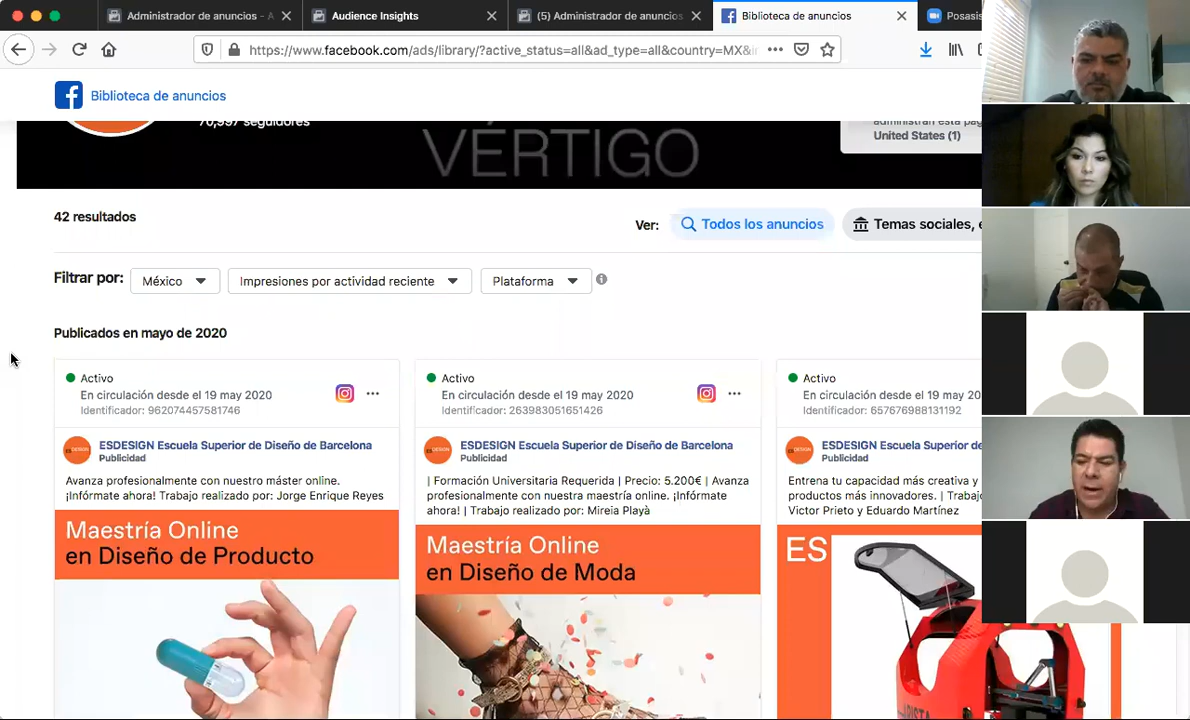 Administrador de anuncios - A
Audience Insights
(5) Administrador de anuncios
Biblioteca de anuncios
Posasis
https://www.facebook.com/ads/library/?active_status=all&ad_type=all&country=MX&i
Biblioteca de anuncios
70,997 seguidores
VÉRTIGO
administran esta pág
United States (1)
42 resultados
Ver:
Todos los anuncios
Temas sociales, e
Filtrar por:
México
Impresiones por actividad reciente
Plataforma
Publicados en mayo de 2020
Activo
En circulación desde el 19 may 2020
Identificador: 962074457581746
ESDESIGN Escuela Superior de Diseño de Barcelona
Publicidad
Avanza profesionalmente con nuestro máster online.
¡Infórmate ahora! Trabajo realizado por: Jorge Enrique Reyes
Maestría Online
en Diseño de Producto
Activo
En circulación desde el 19 may 2020
Identificador: 263983051651426
ESDESIGN Escuela Superior de Diseño de Barcelona
Publicidad
| Formación Universitaria Requerida | Precio: 5.200€ | Avanza
profesionalmente con nuestra maestría online. ¡Infórmate
ahora! | Trabajo realizado por: Mireia Playà
Maestría Online
en Diseño de Moda
Activo
En circulación desde el 19 may 20
Identificador: 657676988131192
ESDESIGN Escuela Superior de
Publicidad
Entrena tu capacidad más creativa y
productos más innovadores. | Trabaj
Victor Prieto y Eduardo Martínez
ES